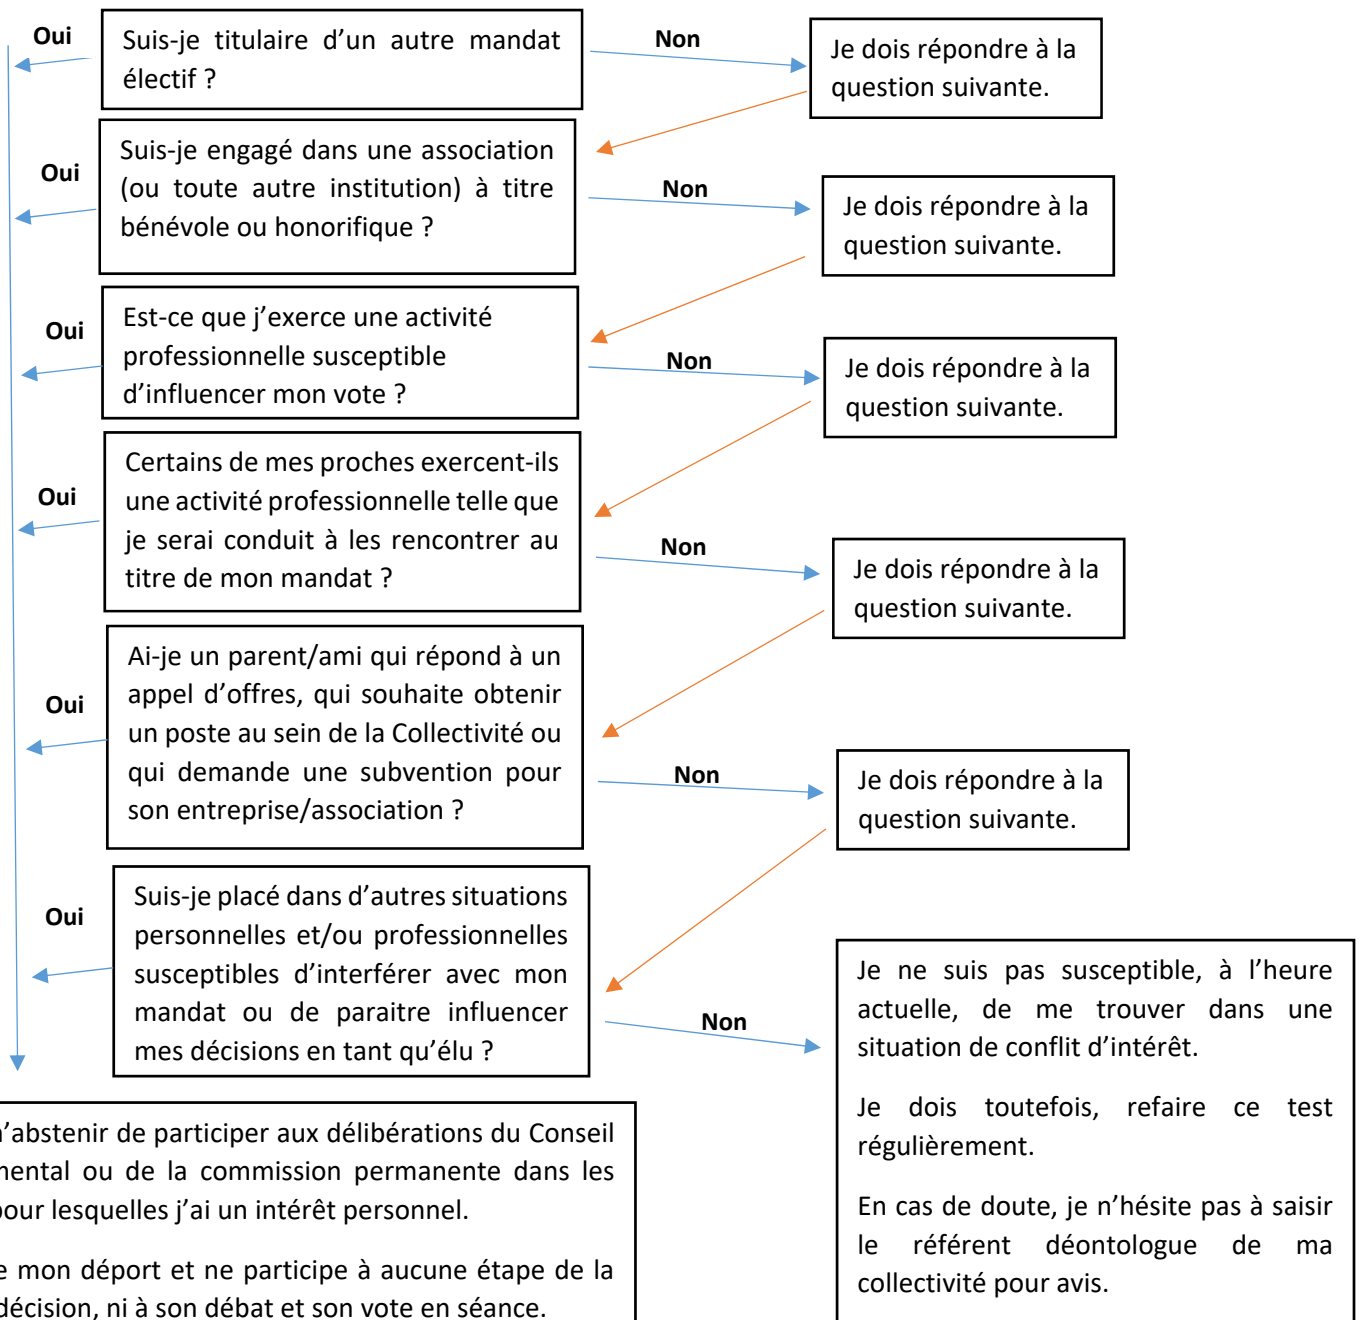 Oui
Suis-je titulaire d'un autre mandat
électif ?
Non
Je dois répondre à la
question suivante.
Oui
Suis-je engagé dans une association
(ou toute autre institution) à titre
bénévole ou honorifique ?
Non
Je dois répondre à la
question suivante.
Oui
Est-ce que j'exerce une activité
professionnelle susceptible
d'influencer mon vote ?
Non
Je dois répondre à la
question suivante.
Oui
Certains de mes proches exercent-ils
une activité professionnelle telle que
je serai conduit à les rencontrer au
titre de mon mandat ?
Non
Je dois répondre à la
question suivante.
Oui
Ai-je un parent/ami qui répond à un
appel d'offres, qui souhaite obtenir
un poste au sein de la Collectivité ou
qui demande une subvention pour
son entreprise/association ?
Non
Je dois répondre à la
question suivante.
Oui
Suis-je placé dans d'autres situations
personnelles et/ou professionnelles
susceptibles d'interférer avec mon
mandat ou de paraitre influencer
mes décisions en tant qu'élu ?
Non
Je ne suis pas susceptible, à l'heure
actuelle, de me trouver dans une
situation de conflit d'intérêt.
Je dois toutefois, refaire ce test
régulièrement.
En cas de doute, je n'hésite pas à saisir
le référent déontologue de ma
collectivité pour avis.
'abstenir de participer aux délibérations du Conseil
mental ou de la commission permanente dans les
pour lesquelles j'ai un intérêt personnel.
e mon déport et ne participe à aucune étape de la
décision, ni à son débat et son vote en séance.